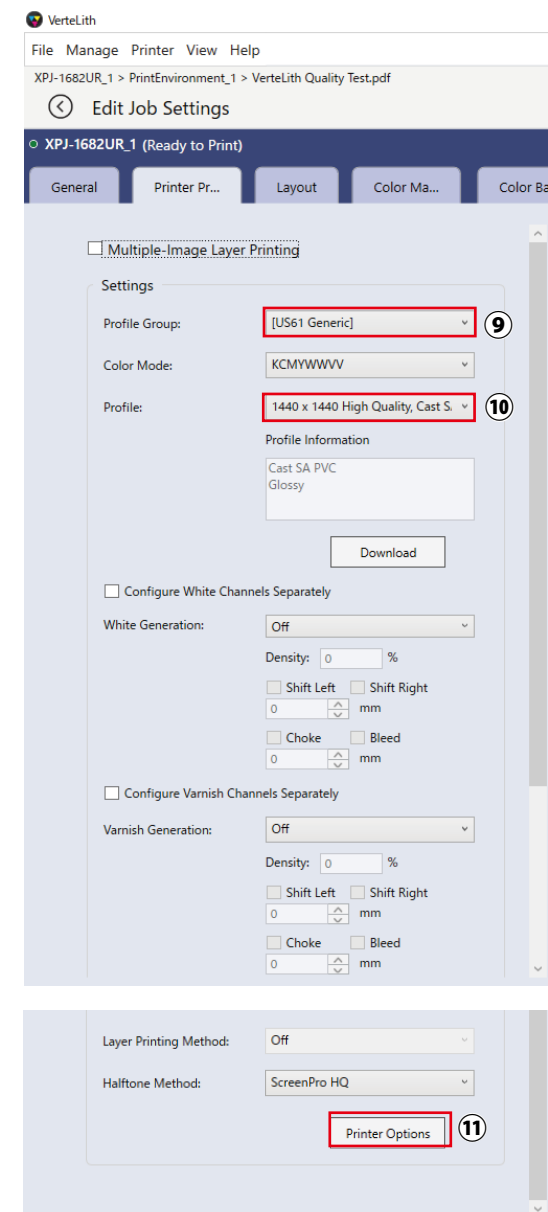 VerteLith
File Manage Printer View Help
XPJ-1682UR_1 > PrintEnvironment_1 > VerteLith Quality Test.pdf
Edit Job Settings
XPJ-1682UR_1 (Ready to Print)
General Printer Pr... Layout Color Ma... Color Ba
Multiple-Image Layer Printing
Settings
Profile Group: [US61 Generic] ⑨
Color Mode: KCMYWWVV
Profile: 1440 x 1440 High Quality, Cast S. ⑩
Profile Information
Cast SA PVC
Glossy
Download
Configure White Channels Separately
White Generation: Off
Density: 0 %
Shift Left Shift Right
0 mm
Choke Bleed
0 mm
Configure Varnish Channels Separately
Varnish Generation: Off
Density: 0 %
Shift Left Shift Right
0 mm
Choke Bleed
0 mm
Layer Printing Method: Off
Halftone Method: ScreenPro HQ
Printer Options ⑪